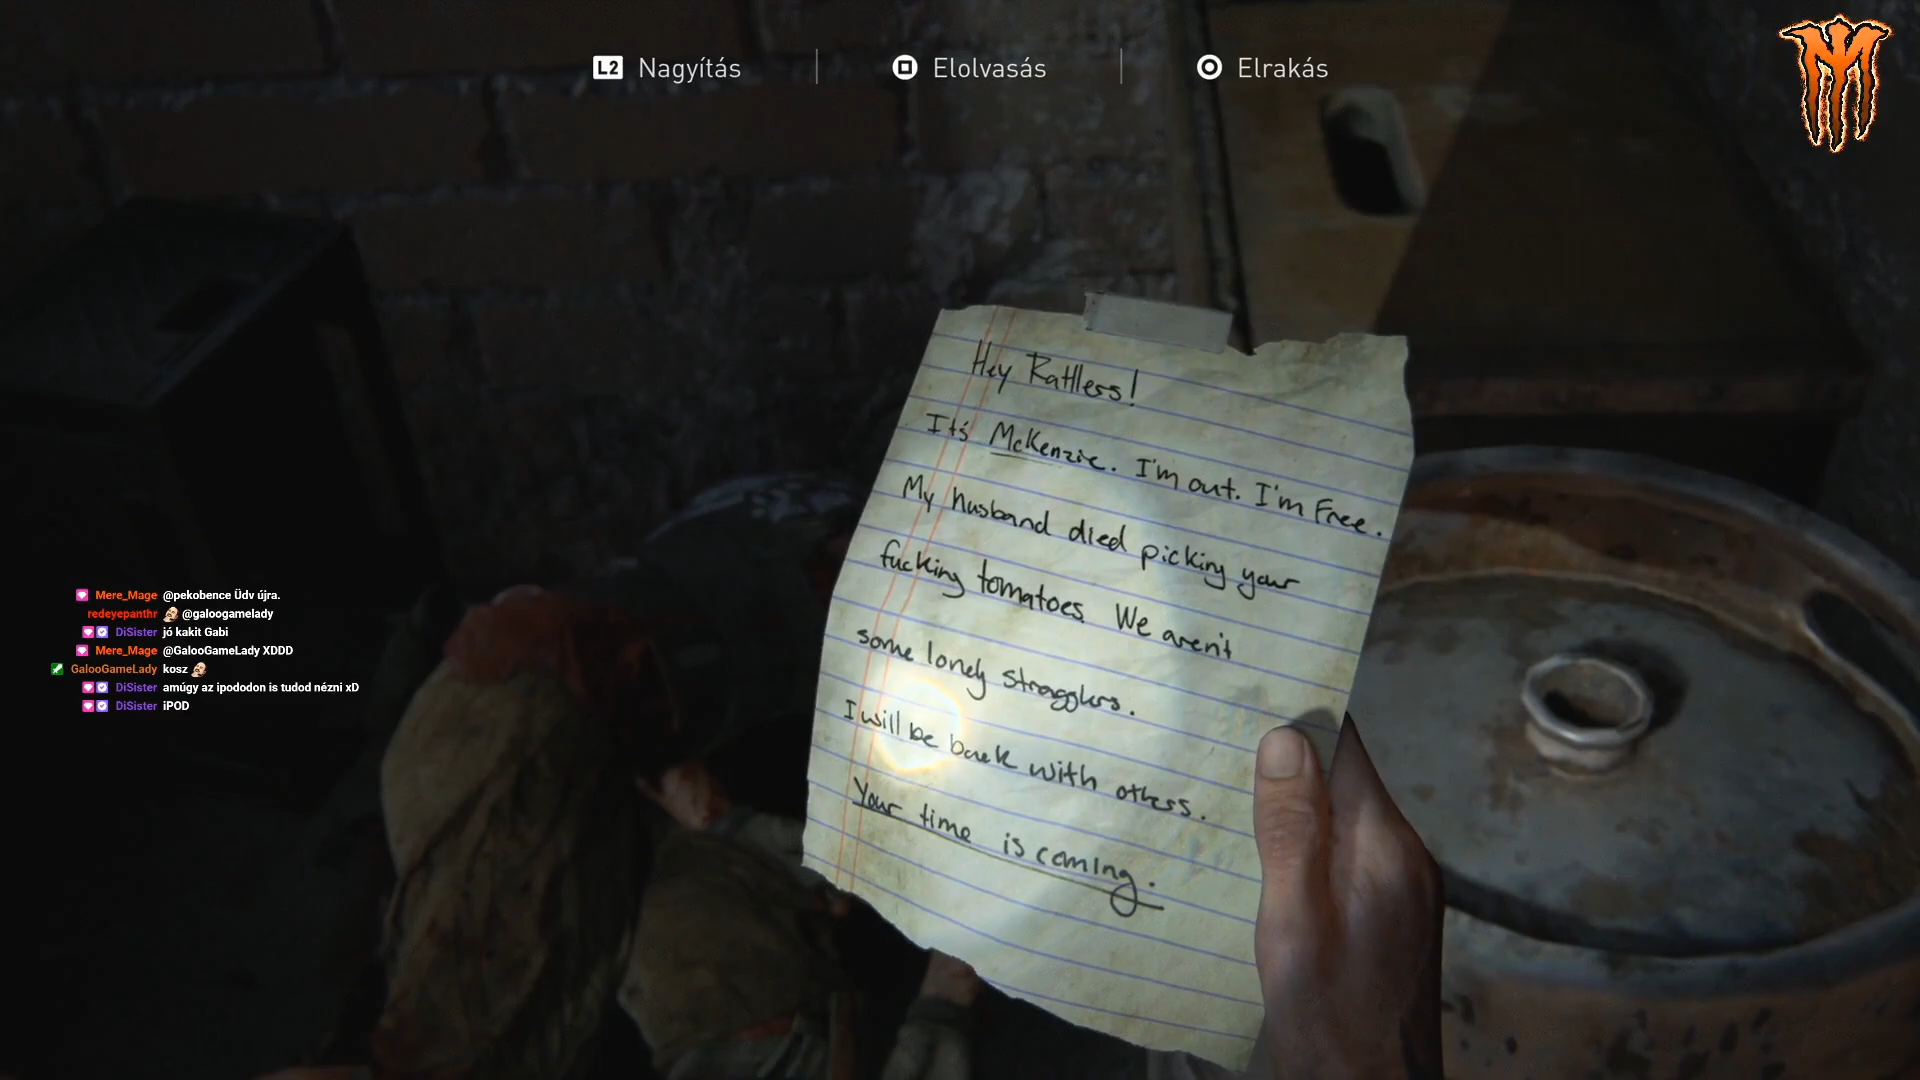 L2 Nagyítás
Elolvasás
Elrakás
Hey Rattlers!
It's McKenzie. I'm out. I'm Free.
My husband died picking your
fucking tomatoes. We aren't
some lonely stragglers.
I will be back with others.
Your time is coming.
Mere_Mage @pekobence Üdv újra.
redeyepanthr @galoogamelady
DiSister jó kakit Gabi
Mere_Mage @GalooGameLady XDDD
GalooGameLady kosz
DiSister amúgy az ipododon is tudod nézni xD
DiSister iPOD